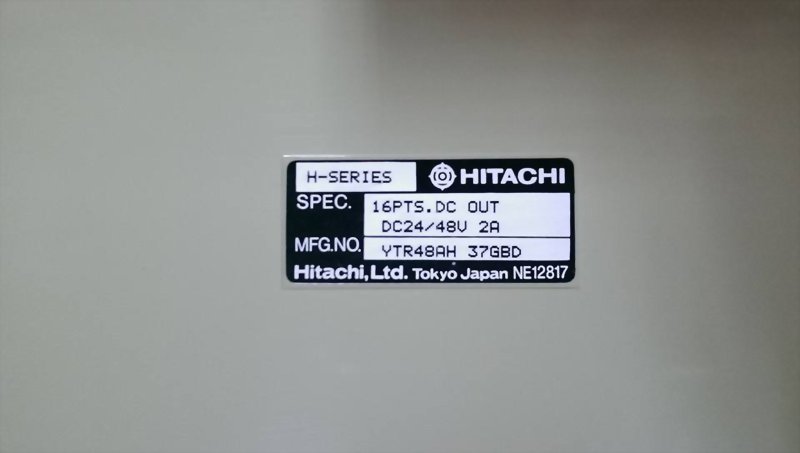 H-SERIES HITACHI
SPEC. 16PTS.DC OUT
DC24/48V 2A
MFG.NO. YTR48AH 37GBD
Hitachi,Ltd. Tokyo Japan NE12817